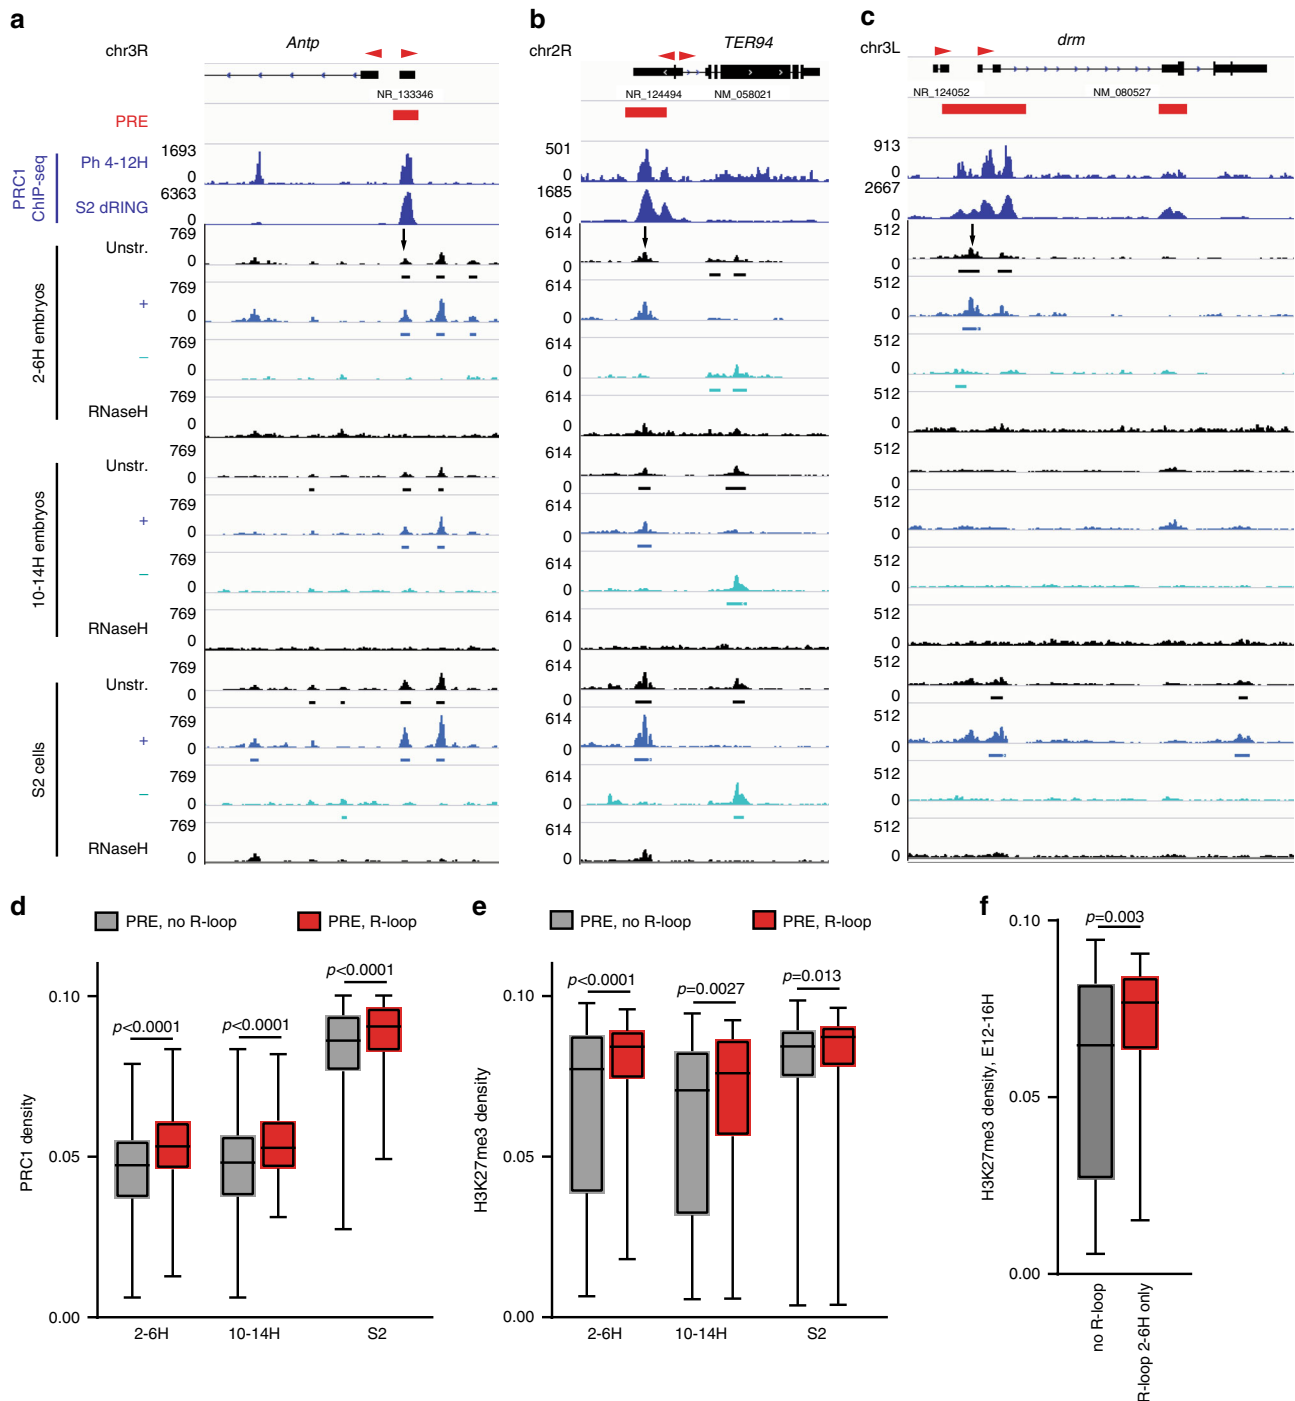 a
chr3R
Antp
NR_133346
PRE
PRC1
ChIP-seq
Ph 4-12H
1693
0
S2 dRING
6363
0
2-6H embryos
Unstr.
769
0
+
769
0
–
769
0
RNaseH
769
0
10-14H embryos
Unstr.
769
0
+
769
0
–
769
0
RNaseH
769
0
S2 cells
Unstr.
769
0
+
769
0
–
769
0
RNaseH
769
0
b
chr2R
TER94
NR_124494
NM_058021
501
0
1685
0
614
0
614
0
614
0
614
0
614
0
614
0
614
0
614
0
614
0
614
0
614
0
614
0
c
chr3L
drm
NR_124052
NM_080527
913
0
2667
0
512
0
512
0
512
0
512
0
512
0
512
0
512
0
512
0
512
0
512
0
512
0
512
0
d
PRE, no R-loop
PRE, R-loop
PRC1 density
0.10
0.05
0.00
p<0.0001
p<0.0001
p<0.0001
2-6H
10-14H
S2
e
PRE, no R-loop
PRE, R-loop
H3K27me3 density
0.10
0.05
0.00
p<0.0001
p=0.0027
p=0.013
2-6H
10-14H
S2
f
H3K27me3 density, E12-16H
0.10
0.05
0.00
p=0.003
no R-loop
R-loop 2-6H only